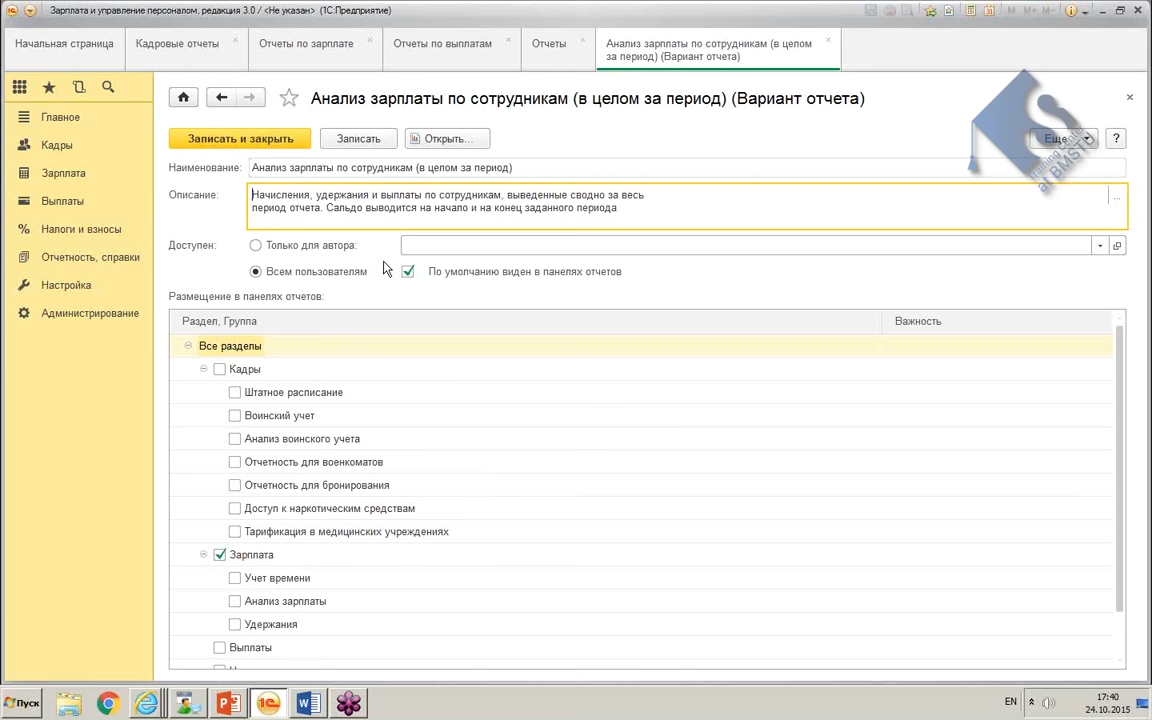 Зарплата и управление персоналом, редакция 3.0 / <Не указан> (1С:Предприятие)
M M+ M-
Начальная страница
Кадровые отчеты
Отчеты по зарплате
Отчеты по выплатам
Отчеты
Анализ зарплаты по сотрудникам (в целом
за период) (Вариант отчета)
Главное
Кадры
Зарплата
Выплаты
Налоги и взносы
Отчетность, справки
Настройка
Администрирование
Анализ зарплаты по сотрудникам (в целом за период) (Вариант отчета)
Записать и закрыть
Записать
Открыть...
Еще
?
Training Center
at BMSTU
Наименование:
Анализ зарплаты по сотрудникам (в целом за период)
Описание:
Начисления, удержания и выплаты по сотрудникам, выведенные сводно за весь
период отчета. Сальдо выводится на начало и на конец заданного периода
...
Доступен:
Только для автора:
Всем пользователям
По умолчанию виден в панелях отчетов
Размещение в панелях отчетов:
Раздел, Группа
Важность
Все разделы
Кадры
Штатное расписание
Воинский учет
Анализ воинского учета
Отчетность для военкоматов
Отчетность для бронирования
Доступ к наркотическим средствам
Тарификация в медицинских учреждениях
Зарплата
Учет времени
Анализ зарплаты
Удержания
Выплаты
Пуск
EN
17:40
24.10.2015